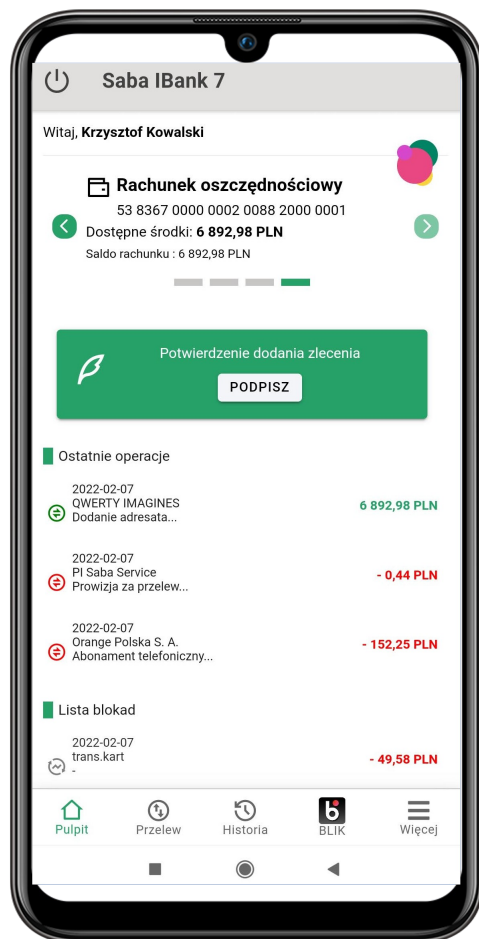 Saba IBank 7
Witaj, Krzysztof Kowalski
Rachunek oszczędnościowy
53 8367 0000 0002 0088 2000 0001
Dostępne środki: 6 892,98 PLN
Saldo rachunku : 6 892,98 PLN
Potwierdzenie dodania zlecenia
PODPISZ
Ostatnie operacje
2022-02-07
QWERTY IMAGINES
Dodanie adresata...
6 892,98 PLN
2022-02-07
PI Saba Service
Prowizja za przelew...
- 0,44 PLN
2022-02-07
Orange Polska S. A.
Abonament telefoniczny...
- 152,25 PLN
Lista blokad
2022-02-07
trans.kart
-
- 49,58 PLN
Pulpit
Przelew
Historia
BLIK
Więcej